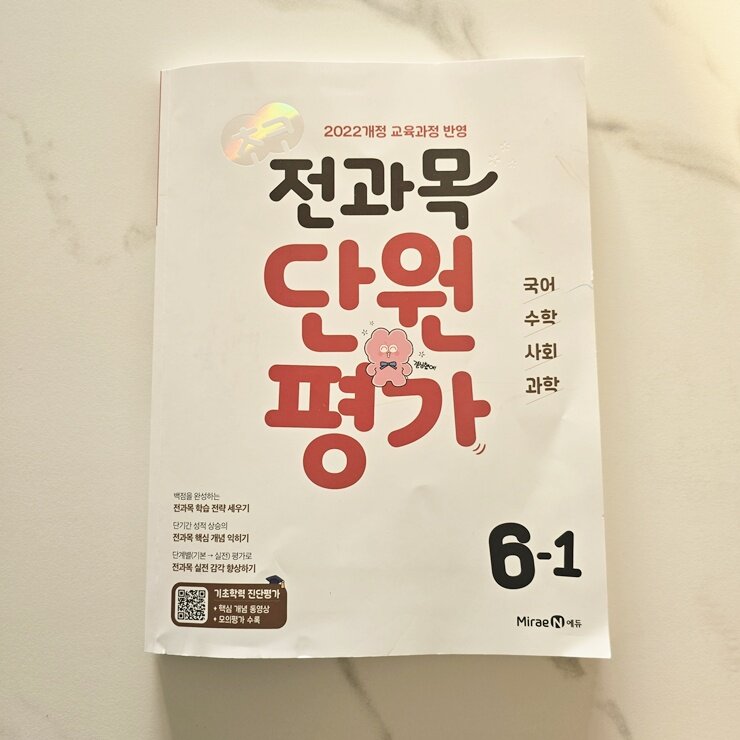 초코
2022개정 교육과정 반영
전과목
단원
평가
국어
수학
사회
과학
백점을 완성하는
전과목 학습 전략 세우기
단기간 성적 상승의
전과목 핵심 개념 익히기
단계별(기본 → 실전) 평가로
전과목 실전 감각 향상하기
기초학력 진단평가
+ 핵심 개념 동영상
+ 모의평가 수록
6-1
Mirae N 에듀